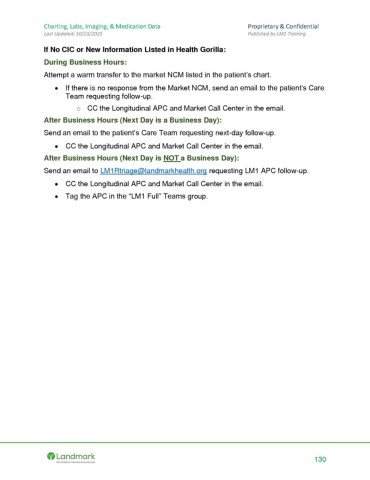 Charting, Labs, Imaging, & Medication Data Proprietary & Confidential
Last Updated: 10/23/2023 Published by LM1 Training
If No CIC or New Information Listed in Health Gorilla:
During Business Hours:
Attempt a warm transfer to the market NCM listed in the patient's chart.
• If there is no response from the Market NCM, send an email to the patient's Care
Team requesting follow-up.
o CC the Longitudinal APC and Market Call Center in the email.
After Business Hours (Next Day is a Business Day):
Send an email to the patient's Care Team requesting next-day follow-up.
• CC the Longitudinal APC and Market Call Center in the email.
After Business Hours (Next Day is NOT a Business Day):
Send an email to LM1Rtriage@landmarkhealth.org requesting LM1 APC follow-up.
• CC the Longitudinal APC and Market Call Center in the email.
• Tag the APC in the "LM1 Full" Teams group.
Landmark
130